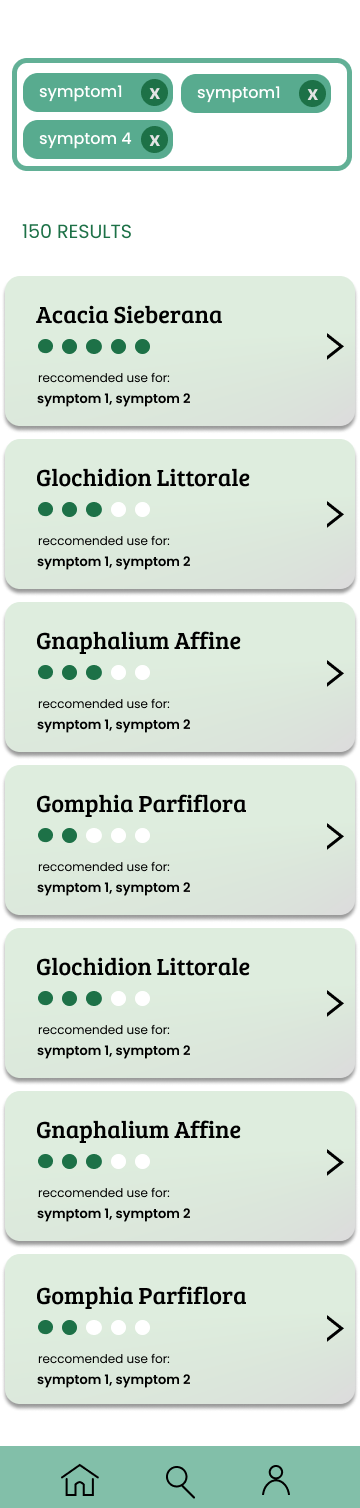 symptom1 x symptom1 x
symptom 4 x
150 RESULTS
Acacia Sieberana
reccomended use for:
symptom 1, symptom 2
Glochidion Littorale
reccomended use for:
symptom 1, symptom 2
Gnaphalium Affine
reccomended use for:
symptom 1, symptom 2
Gomphia Parfiflora
reccomended use for:
symptom 1, symptom 2
Glochidion Littorale
reccomended use for:
symptom 1, symptom 2
Gnaphalium Affine
reccomended use for:
symptom 1, symptom 2
Gomphia Parfiflora
reccomended use for:
symptom 1, symptom 2